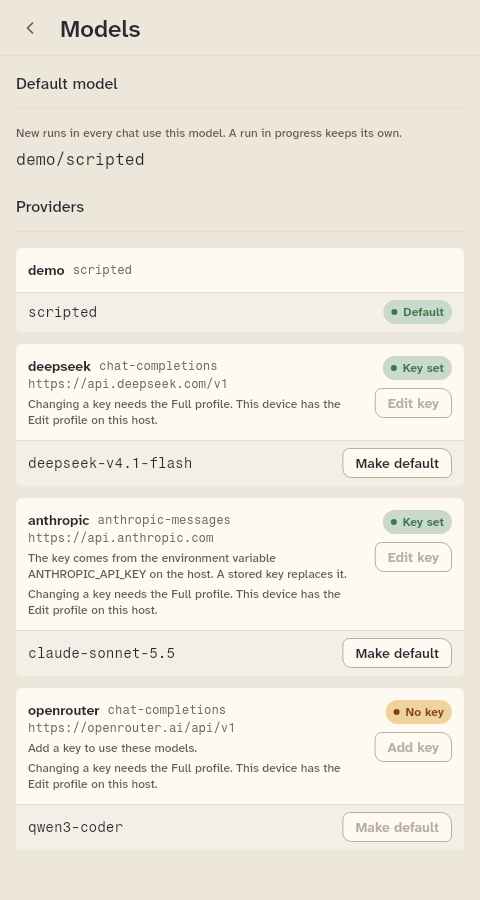 Models
Default model
New runs in every chat use this model. A run in progress keeps its own.
demo/scripted
Providers
demo scripted
scripted Default
deepseek chat-completions Key set
https://api.deepseek.com/v1
Changing a key needs the Full profile. This device has the Edit key
Edit profile on this host.
deepseek-v4.1-flash Make default
anthropic anthropic-messages Key set
https://api.anthropic.com
The key comes from the environment variable Edit key
ANTHROPIC_API_KEY on the host. A stored key replaces it.
Changing a key needs the Full profile. This device has the
Edit profile on this host.
claude-sonnet-5.5 Make default
openrouter chat-completions No key
https://openrouter.ai/api/v1
Add a key to use these models. Add key
Changing a key needs the Full profile. This device has the
Edit profile on this host.
qwen3-coder Make default